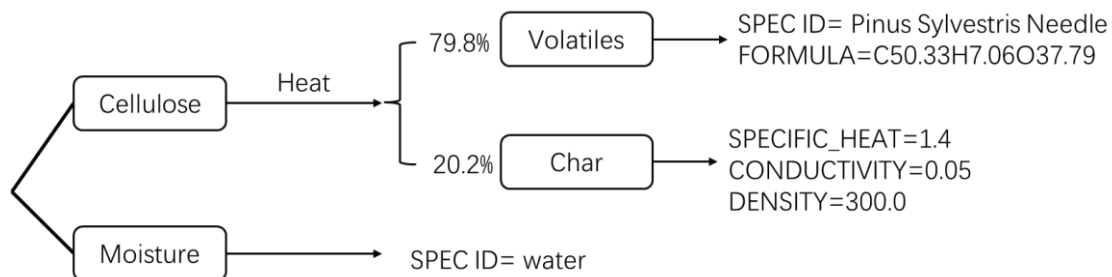 79.8%
Volatiles
SPEC ID= Pinus Sylvestris Needle
FORMULA=C50.33H7.06O37.79
Heat
Cellulose
20.2%
Char
SPECIFIC_HEAT=1.4
CONDUCTIVITY=0.05
DENSITY=300.0
Moisture
SPEC ID= water